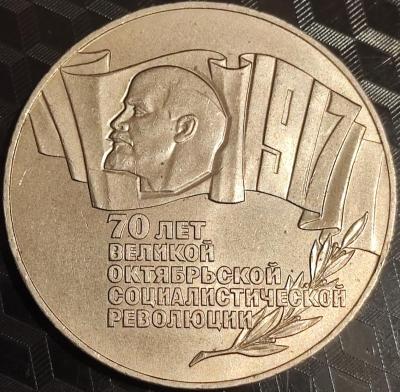 1917
70 ЛЕТ
ВЕЛИКОЙ
ОКТЯБРЬСКОЙ
СОЦИАЛИСТИЧЕСКОЙ
РЕВОЛЮЦИИ